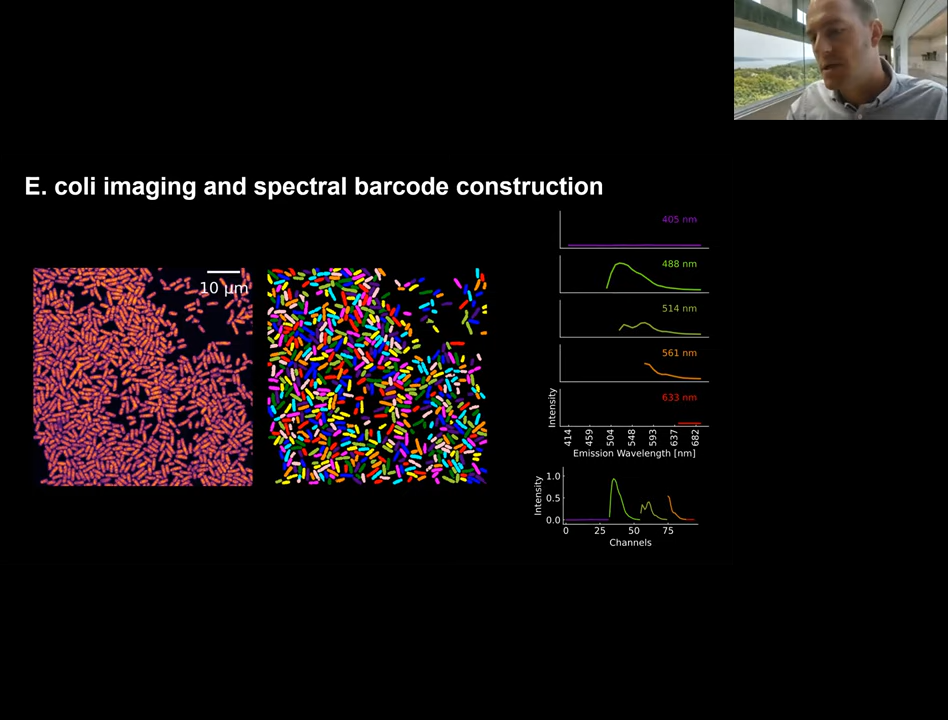 E. coli imaging and spectral barcode construction
10 μm
405 nm
488 nm
514 nm
561 nm
633 nm
Intensity
414 459 504 548 593 637 682
Emission Wavelength [nm]
Intensity
1.0
0.5
0.0
0 25 50 75
Channels